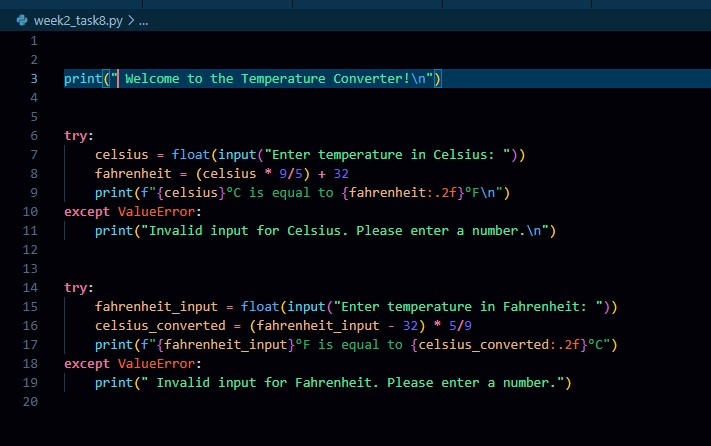 week2_task8.py > ...
1
2
3 print(" Welcome to the Temperature Converter!\n")
4
5
6 try:
7     celsius = float(input("Enter temperature in Celsius: "))
8     fahrenheit = (celsius * 9/5) + 32
9     print(f"{celsius}°C is equal to {fahrenheit:.2f}°F\n")
10 except ValueError:
11     print("Invalid input for Celsius. Please enter a number.\n")
12
13
14 try:
15     fahrenheit_input = float(input("Enter temperature in Fahrenheit: "))
16     celsius_converted = (fahrenheit_input - 32) * 5/9
17     print(f"{fahrenheit_input}°F is equal to {celsius_converted:.2f}°C")
18 except ValueError:
19     print(" Invalid input for Fahrenheit. Please enter a number.")
20